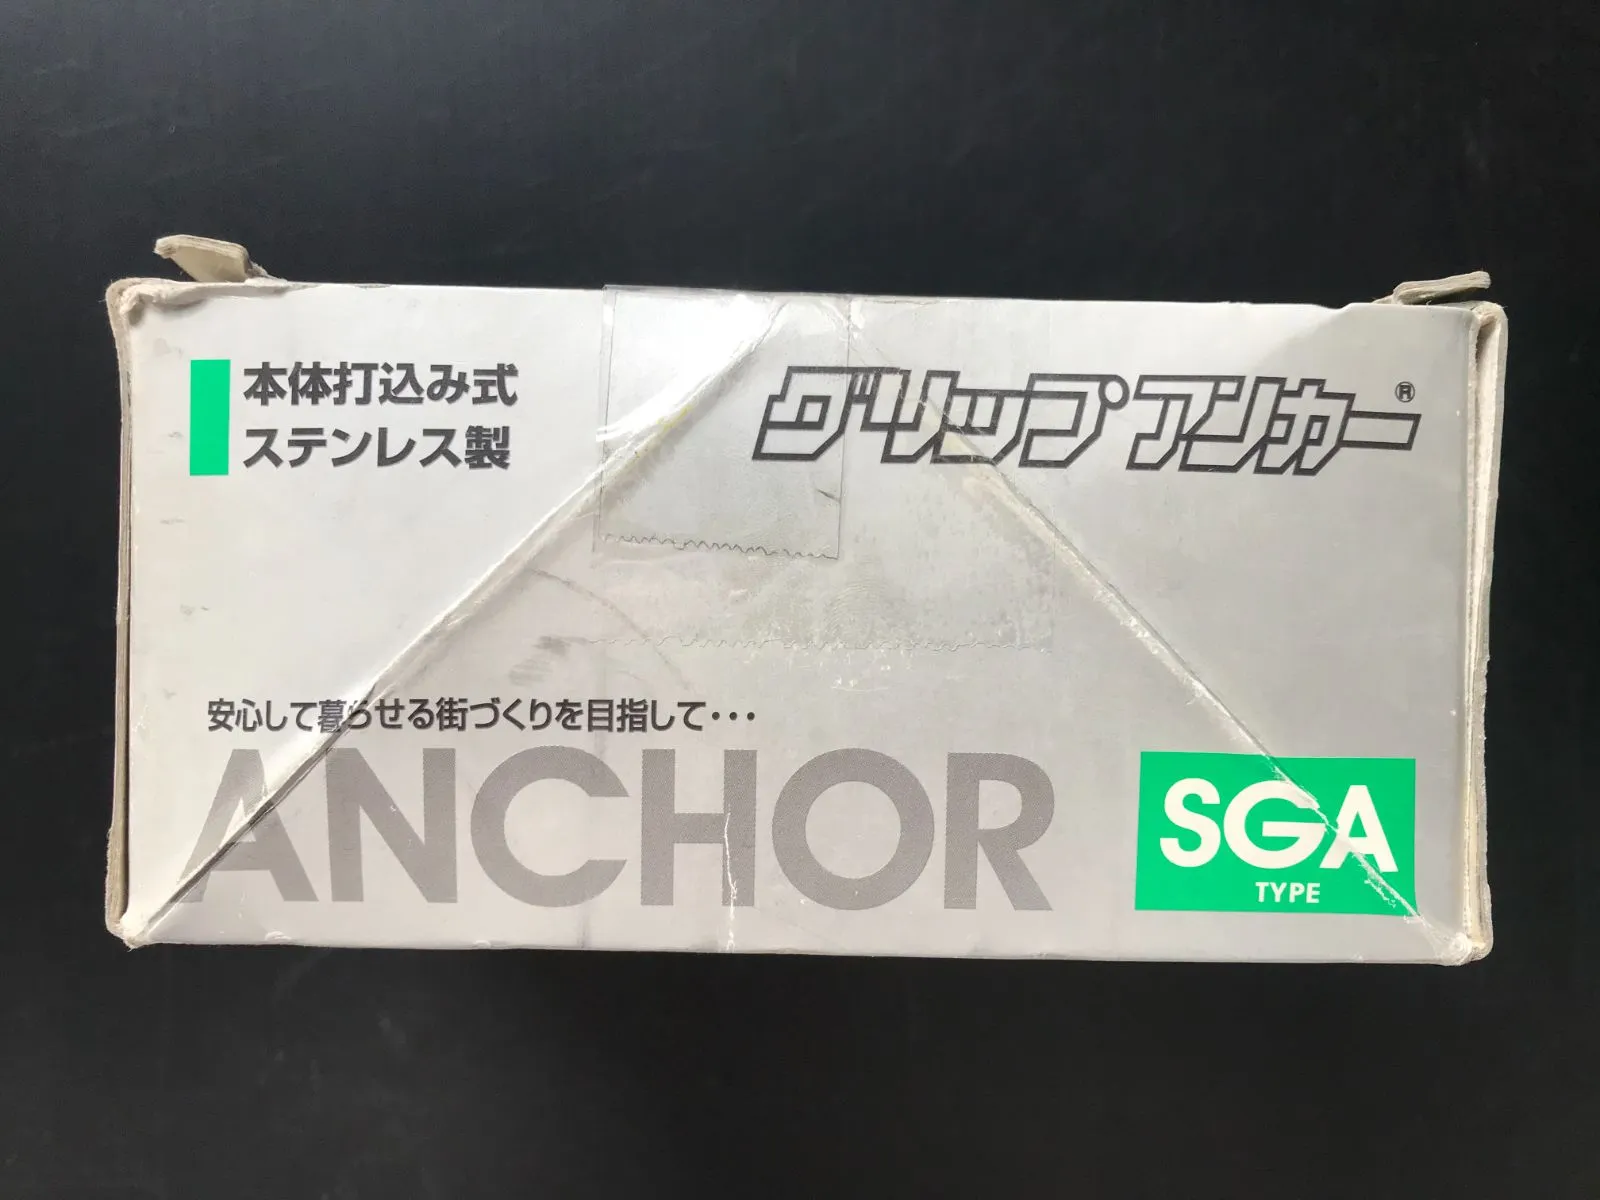 本体打込み式
ステンレス製
グリップアンカー®
安心して暮らせる街づくりを目指して･･･
ANCHOR
SGA
TYPE